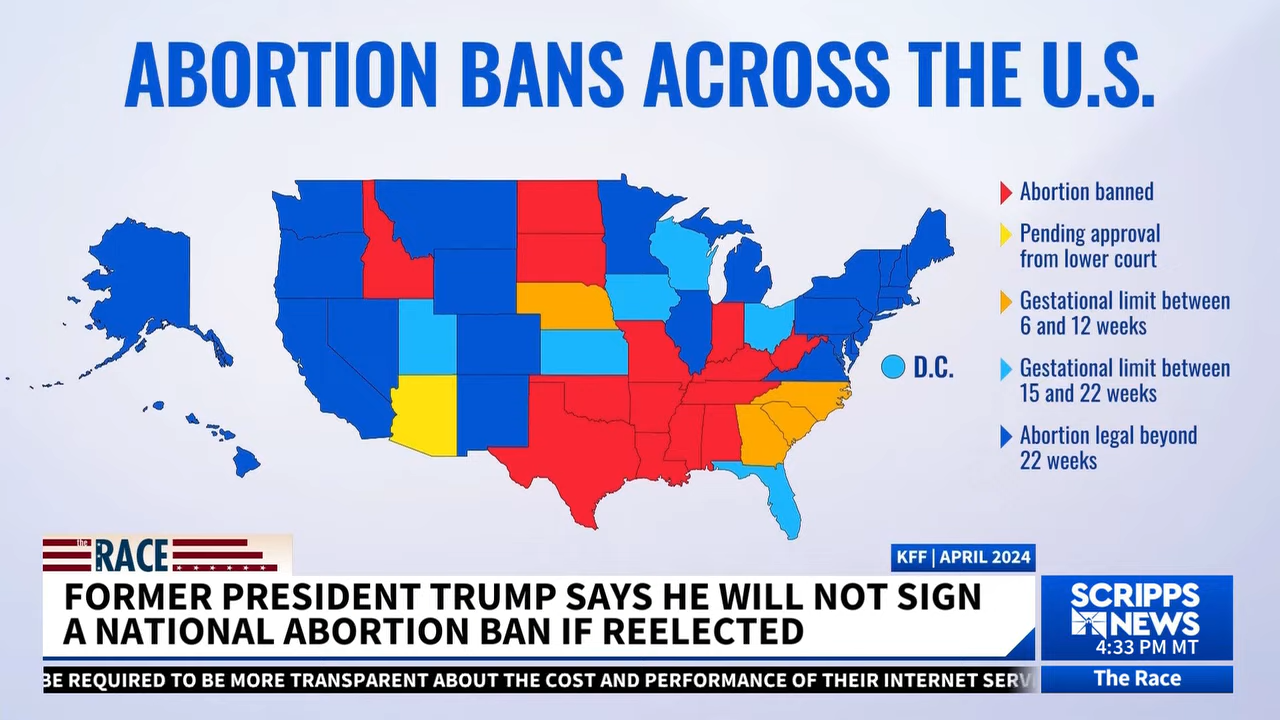 ABORTION BANS ACROSS THE U.S.
Abortion banned
Pending approval
from lower court
Gestational limit between
6 and 12 weeks
Gestational limit between
15 and 22 weeks
Abortion legal beyond
22 weeks
D.C.
the
RACE
KFF | APRIL 2024
FORMER PRESIDENT TRUMP SAYS HE WILL NOT SIGN
A NATIONAL ABORTION BAN IF REELECTED
SCRIPPS
NEWS
4:33 PM MT
BE REQUIRED TO BE MORE TRANSPARENT ABOUT THE COST AND PERFORMANCE OF THEIR INTERNET SERV
The Race